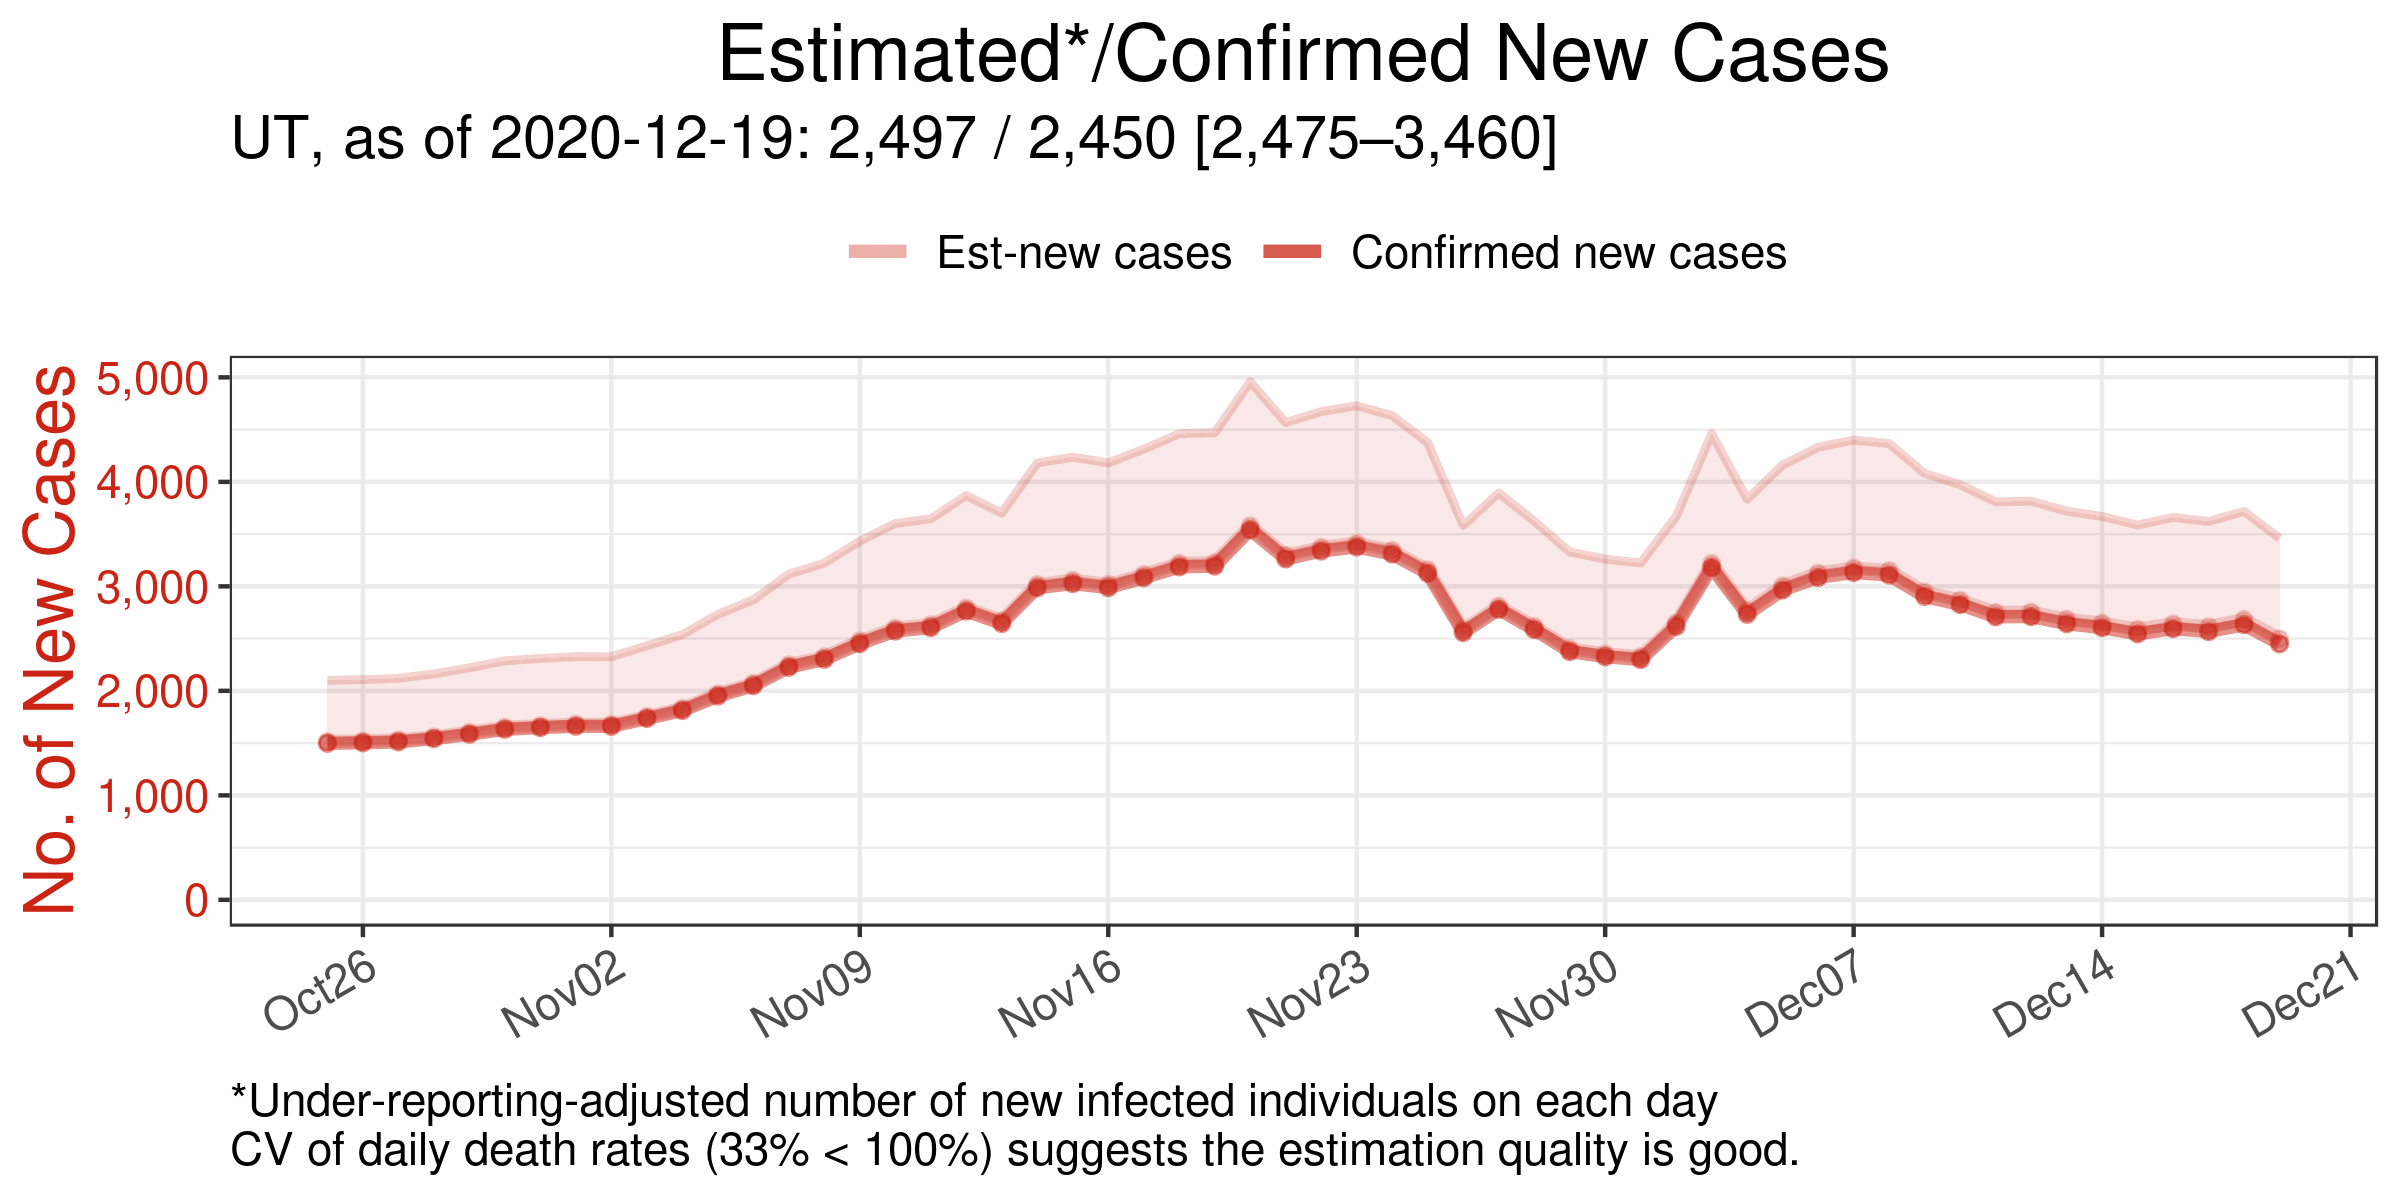 Estimated*/Confirmed New Cases
UT, as of 2020-12-19: 2,497 / 2,450 [2,475–3,460]
Est-new cases
Confirmed new cases
No. of New Cases
5,000
4,000
3,000
2,000
1,000
0
Oct26
Nov02
Nov09
Nov16
Nov23
Nov30
Dec07
Dec14
Dec21
*Under-reporting-adjusted number of new infected individuals on each day
CV of daily death rates (33% < 100%) suggests the estimation quality is good.